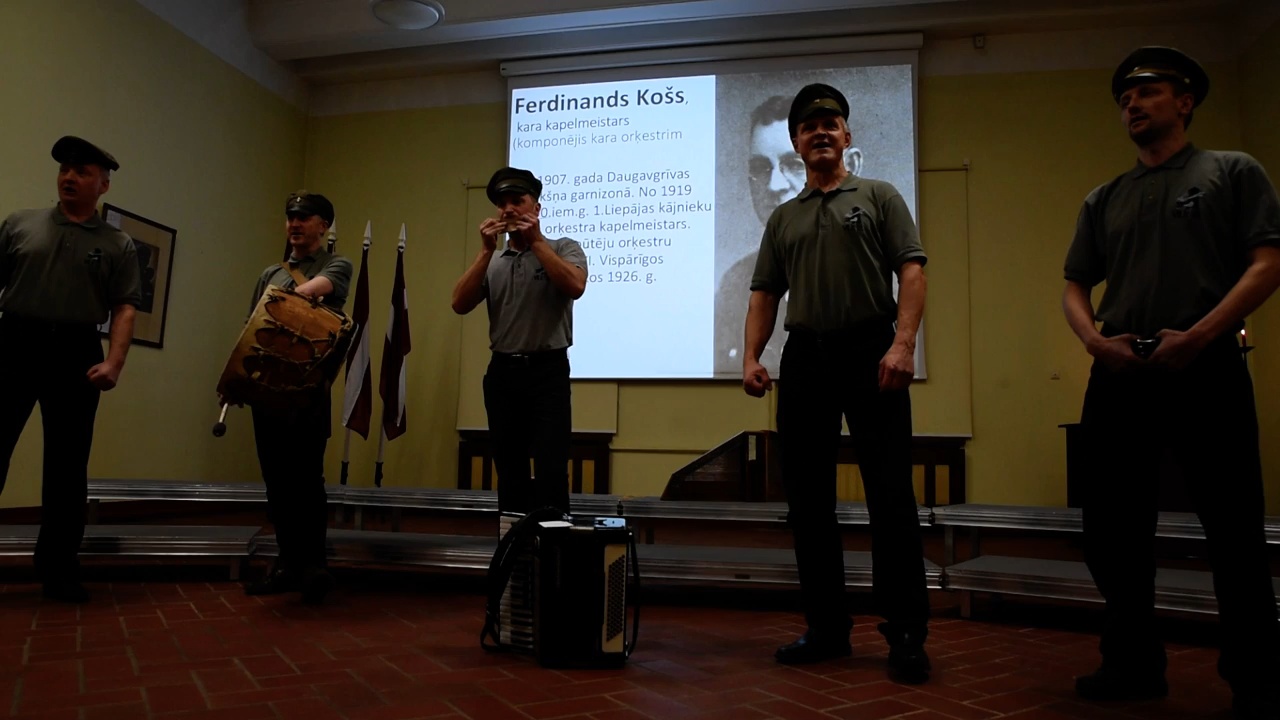 Ferdinands Košs,
kara kapelmeistars
(komponējis kara orķestrim
1907. gada Daugavgrīvas
garnizonā. No 1919
iem.g. 1.Liepājas kājnieku
orķestra kapelmeistars.
orķestru
Vispārīgos
1926. g.